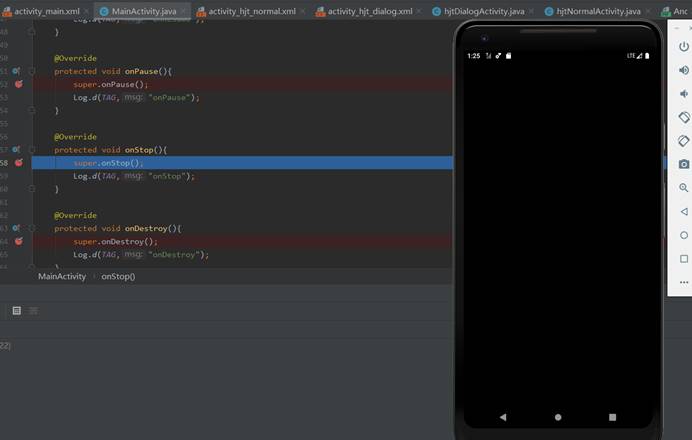 activity_main.xml × MainActivity.java × activity_hjt_normal.xml × activity_hjt_dialog.xml × hjtDialogActivity.java × hjtNormalActivity.java × And
48 }
49
50 @Override
51 protected void onPause(){
52 super.onPause();
53 Log.d(TAG, msg: "onPause");
54 }
55
56 @Override
57 protected void onStop(){
58 super.onStop();
59 Log.d(TAG, msg: "onStop");
60 }
61
62 @Override
63 protected void onDestroy(){
64 super.onDestroy();
65 Log.d(TAG, msg: "onDestroy");
MainActivity › onStop()
22)
1:25
LTE